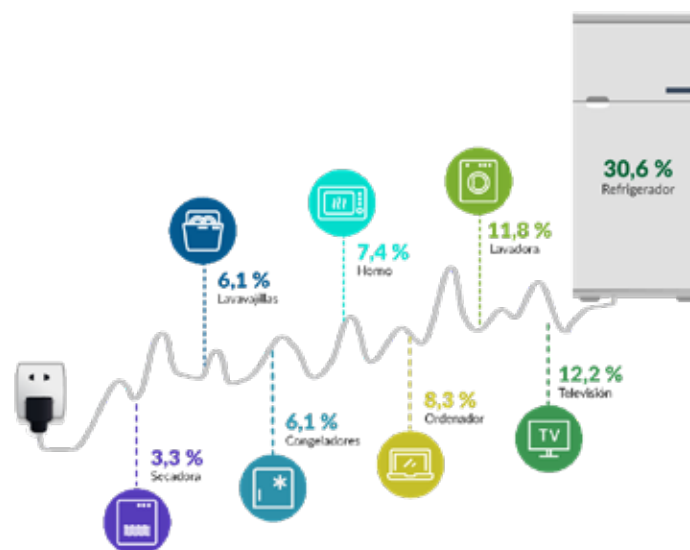 30,6 %
Refrigerador
11,8 %
Lavadora
7,4 %
Horno
6,1 %
Lavavajillas
12,2 %
Televisión
TV
8,3 %
Ordenador
6,1 %
Congeladores
3,3 %
Secadora